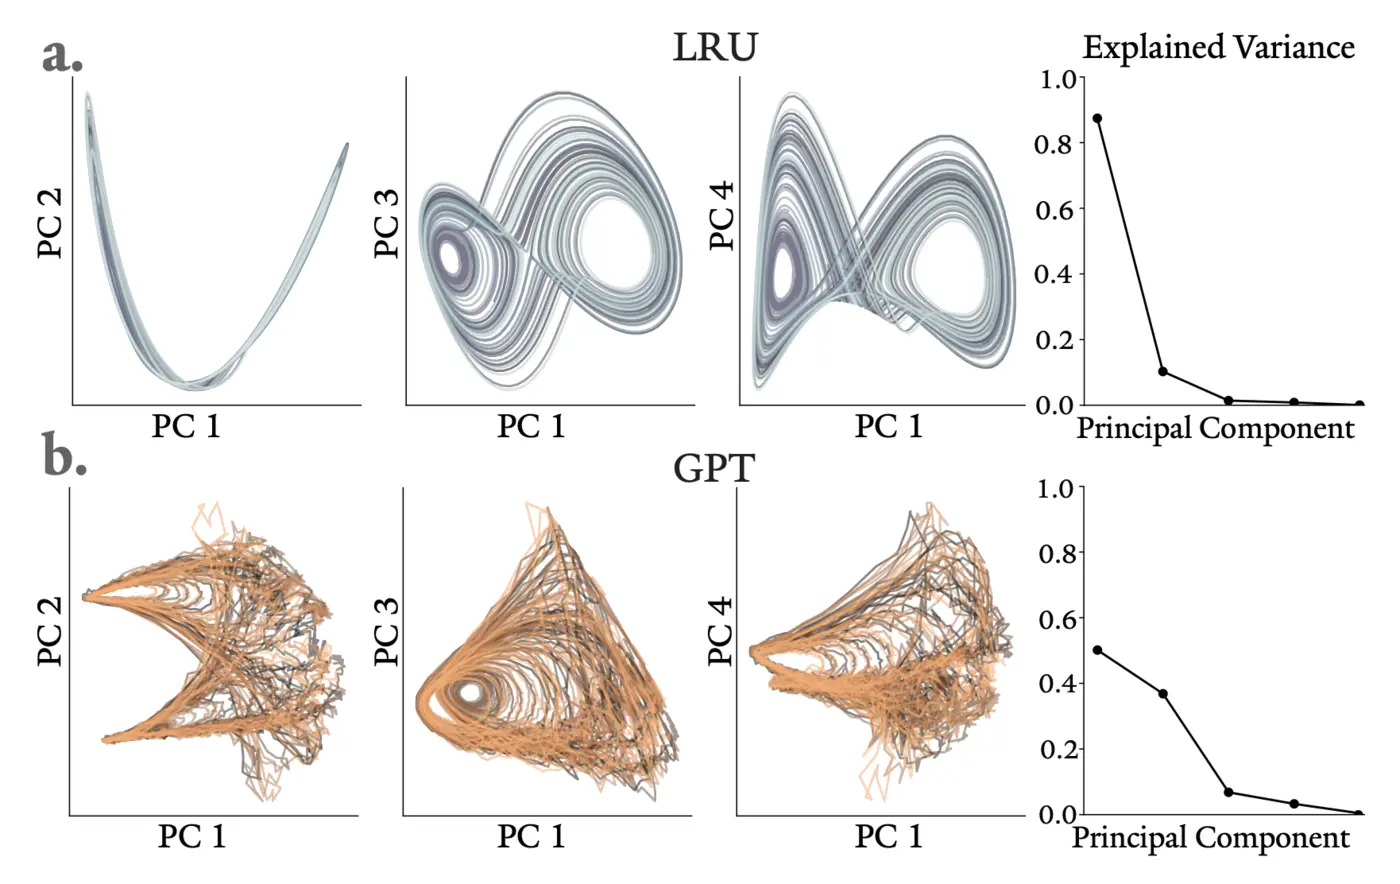 a.
LRU
Explained Variance
PC 2
PC 1
PC 3
PC 1
PC 4
PC 1
1.0
0.8
0.6
0.4
0.2
0.0
Principal Component
b.
GPT
PC 2
PC 1
PC 3
PC 1
PC 4
PC 1
1.0
0.8
0.6
0.4
0.2
0.0
Principal Component